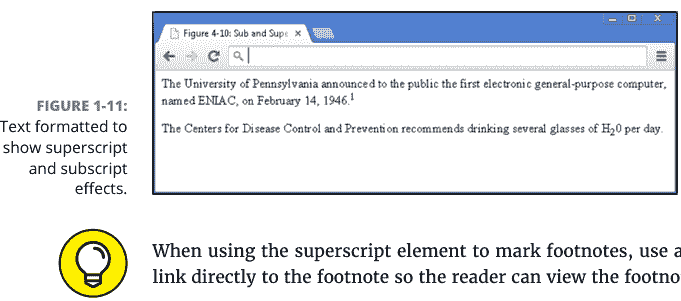 Figure 4-10: Sub and Supe
The University of Pennsylvania announced to the public the first electronic general-purpose computer,
named ENIAC, on February 14, 1946.¹
The Centers for Disease Control and Prevention recommends drinking several glasses of H₂0 per day.
FIGURE 1-11:
Text formatted to
show superscript
and subscript
effects.
When using the superscript element to mark footnotes, use a
link directly to the footnote so the reader can view the footno